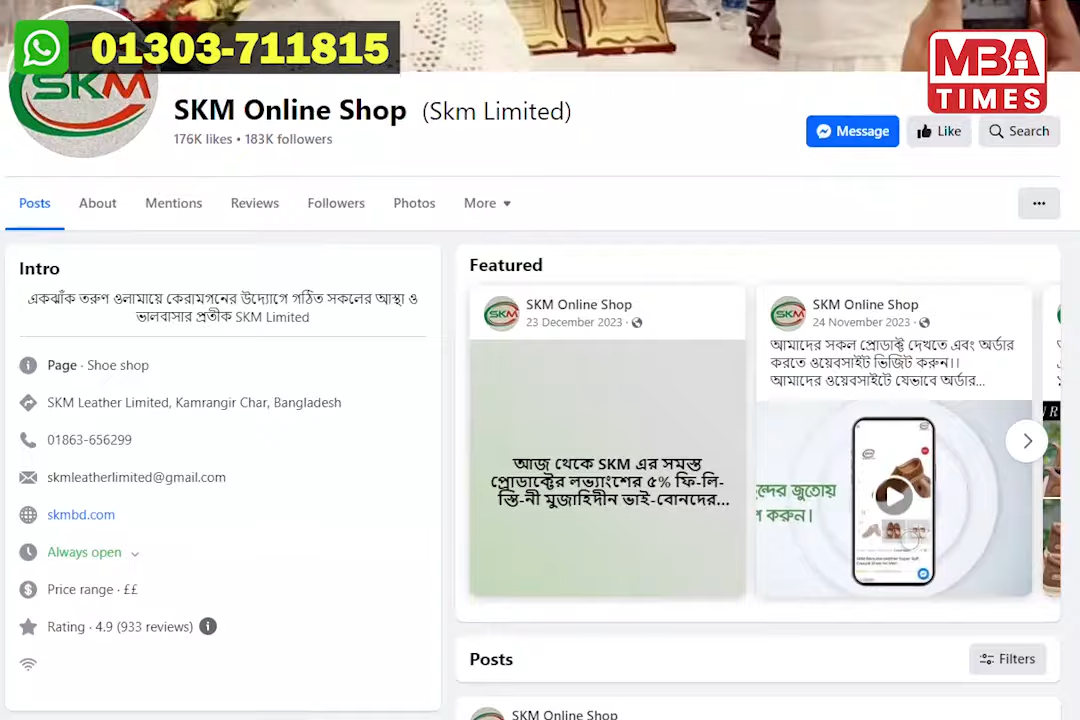 01303-711815
SKM
MBA
TIMES
SKM Online Shop (Skm Limited)
176K likes • 183K followers
Message
Like
Search
Posts
About
Mentions
Reviews
Followers
Photos
More
Intro
একঝাঁক তরুণ ওলামায়ে কেরামগনের উদ্যোগে গঠিত সকলের আস্থা ও
ভালবাসার প্রতীক SKM Limited
Page · Shoe shop
SKM Leather Limited, Kamrangir Char, Bangladesh
01863-656299
skmleatherlimited@gmail.com
skmbd.com
Always open
Price range · ££
Rating · 4.9 (933 reviews)
Featured
SKM
SKM Online Shop
23 December 2023 ·
আজ থেকে SKM এর সমস্ত
প্রোডাক্টের লভ্যাংশের ৫% ফি-লি-
স্তি-নী মুজাহিদীন ভাই-বোনদের...
SKM
SKM Online Shop
24 November 2023 ·
আমাদের সকল প্রোডাক্ট দেখতে এবং অর্ডার
করতে ওয়েবসাইট ভিজিট করুন।।
আমাদের ওয়েবসাইটে যেভাবে অর্ডার...
জুতোয়
করুন।
Posts
Filters
SKM Online Shop